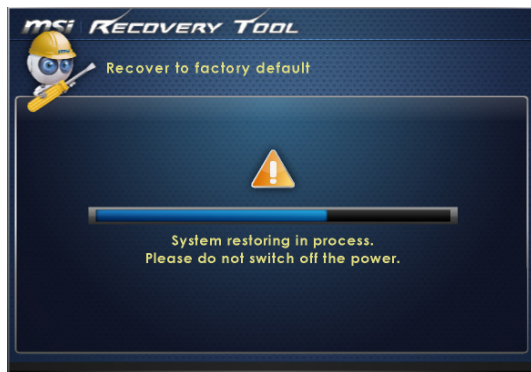 msi RECOVERY TOOL
Recover to factory default
System restoring in process.
Please do not switch off the power.